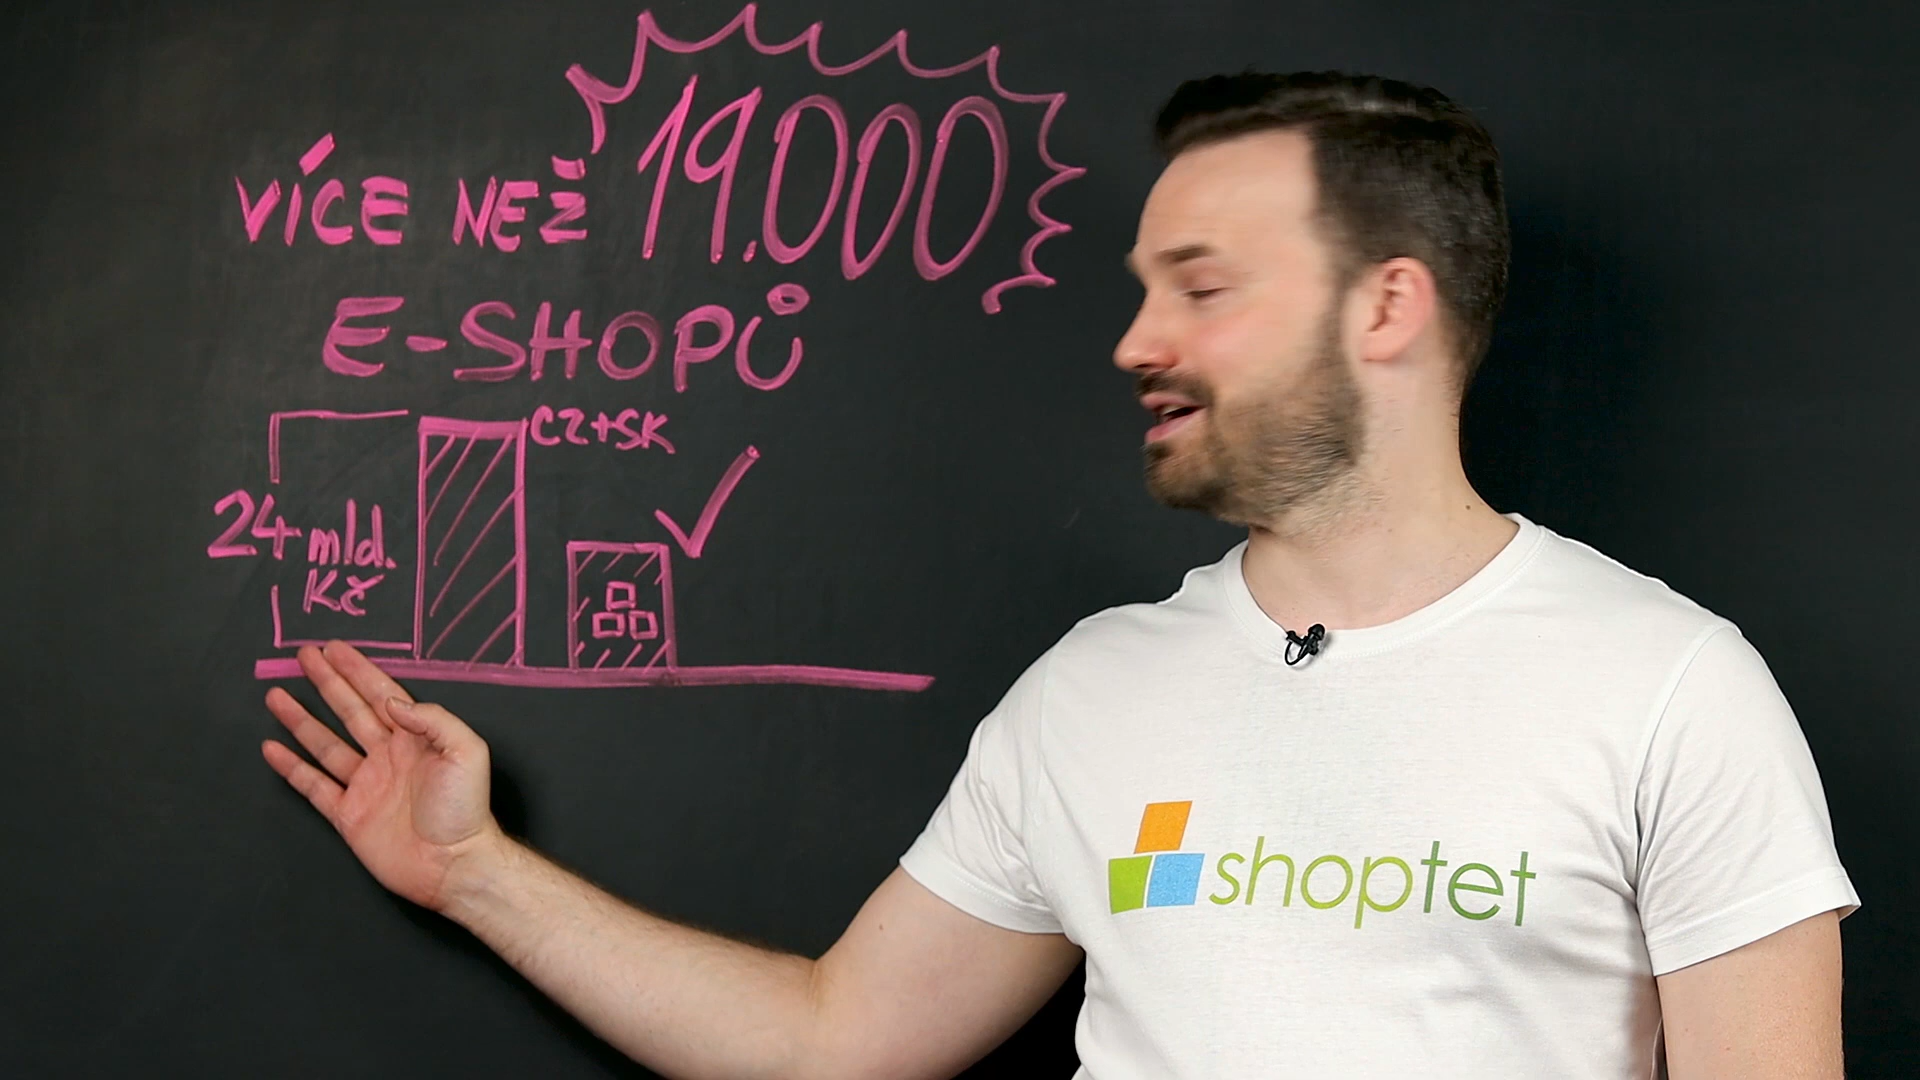 VÍCE NEŽ 19.000
E-SHOPŮ
CZ+SK
24 mld.
Kč
shoptet